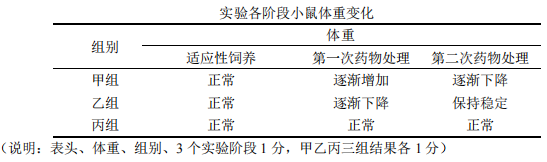 实验各阶段小鼠体重变化
组别 体重
适应性饲养 第一次药物处理 第二次药物处理
甲组 正常 逐渐增加 逐渐下降
乙组 正常 逐渐下降 保持稳定
丙组 正常 正常 正常
（说明：表头、体重、组别、3 个实验阶段 1 分，甲乙丙三组结果各 1 分）